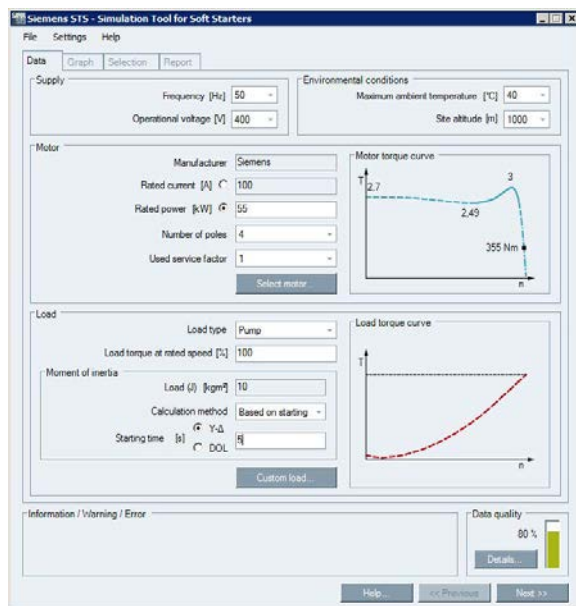 Siemens STS - Simulation Tool for Soft Starters
File Settings Help
Data Graph Selection Report
Supply
Frequency [Hz] 50
Operational voltage [V] 400
Environmental conditions
Maximum ambient temperature [°C] 40
Site altitude [m] 1000
Motor
Manufacturer Siemens
Rated current [A] 100
Rated power [kW] 55
Number of poles 4
Used service factor 1
Select motor...
Motor torque curve
T
2,7
3
2,49
355 Nm
n
Load
Load type Pump
Load torque at rated speed [%] 100
Moment of inertia
Load (J) [kgm²] 10
Calculation method Based on starting
Starting time [s] Y-Δ 5
DOL
Custom load...
Load torque curve
T
n
Information / Warning / Error
Data quality
80 %
Details...
Help... << Previous Next >>